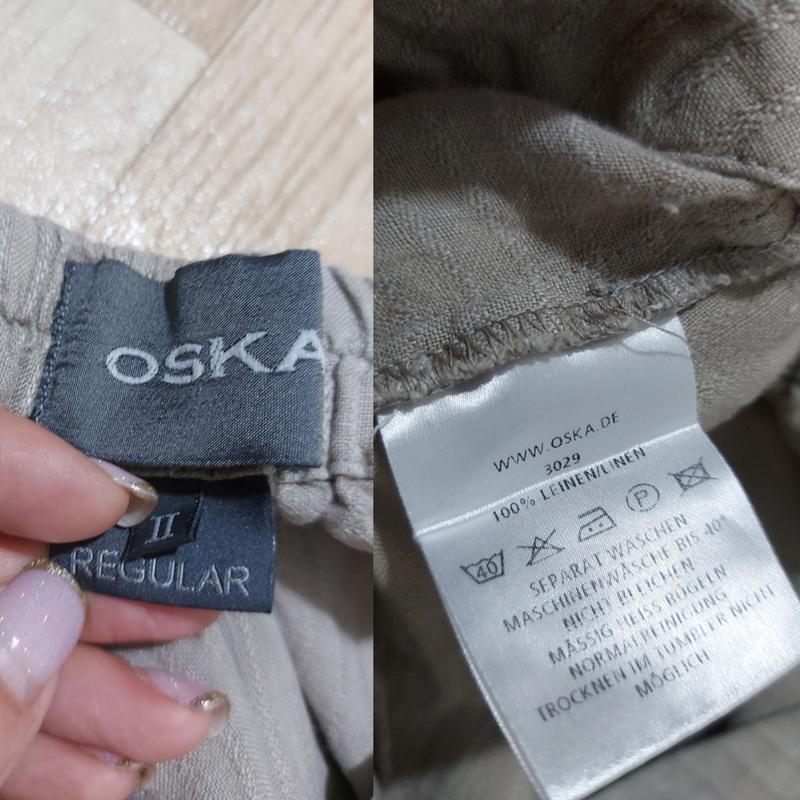 OSKA
II
REGULAR
WWW.OSKA.DE
3029
100% LEINEN/LINEN
40 P
SEPARAT WASCHEN
MASCHINENWÄSCHE BIS 40°
NICHT BLEICHEN
MÄSSIG HEISS BÜGELN
NORMALREINIGUNG
TROCKNEN IM TUMBLER NICHT
MÖGLICH